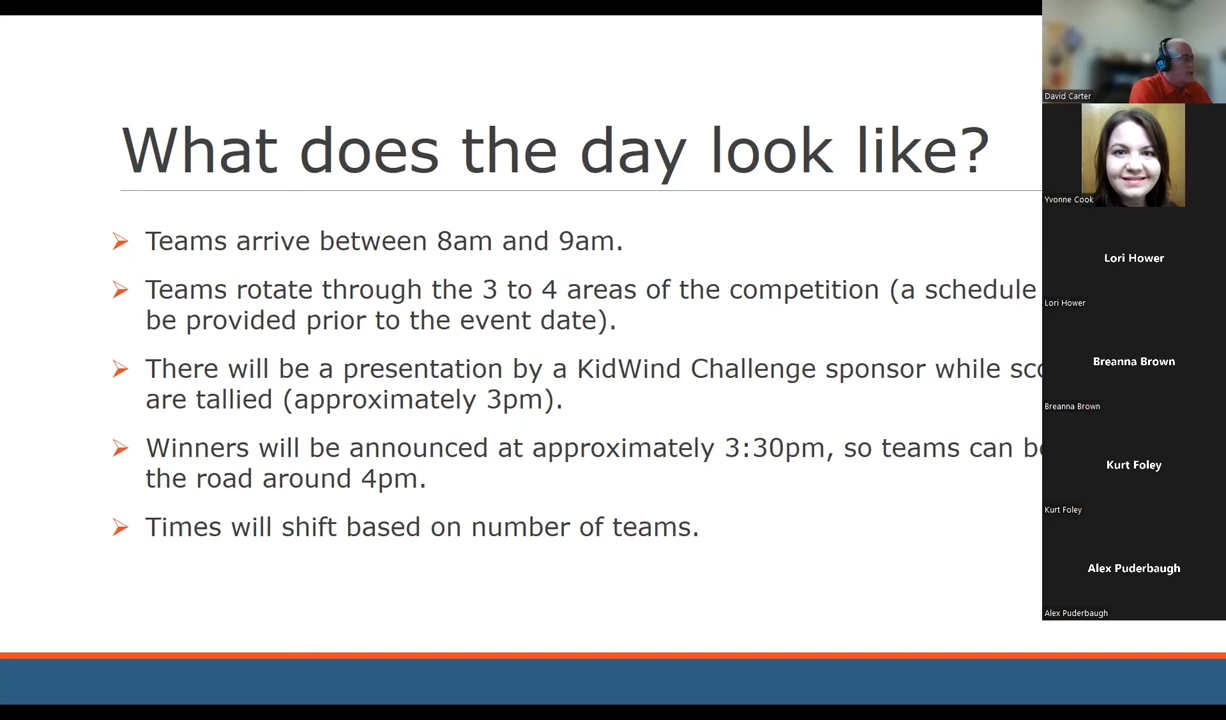 What does the day look like?
Teams arrive between 8am and 9am.
Teams rotate through the 3 to 4 areas of the competition (a schedule
be provided prior to the event date).
There will be a presentation by a KidWind Challenge sponsor while sco
are tallied (approximately 3pm).
Winners will be announced at approximately 3:30pm, so teams can be
the road around 4pm.
Times will shift based on number of teams.
David Carter
Yvonne Cook
Lori Hower
Lori Hower
Breanna Brown
Breanna Brown
Kurt Foley
Kurt Foley
Alex Puderbaugh
Alex Puderbaugh